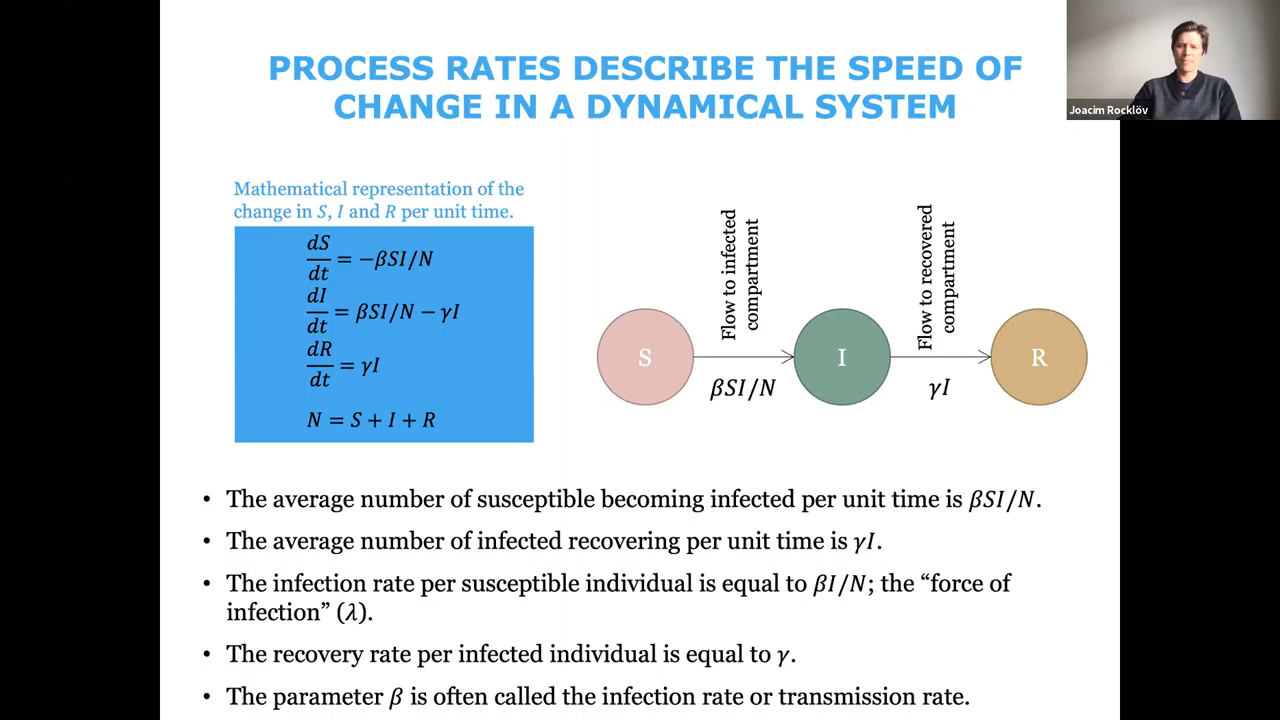 PROCESS RATES DESCRIBE THE SPEED OF
CHANGE IN A DYNAMICAL SYSTEM
Joacim Rocklöv
Mathematical representation of the
change in S, I and R per unit time.
dS/dt = −βSI/N
dI/dt = βSI/N − γI
dR/dt = γI
N = S + I + R
Flow to infected
compartment
Flow to recovered
compartment
S
I
R
βSI/N
γI
• The average number of susceptible becoming infected per unit time is βSI/N.
• The average number of infected recovering per unit time is γI.
• The infection rate per susceptible individual is equal to βI/N; the “force of
infection” (λ).
• The recovery rate per infected individual is equal to γ.
• The parameter β is often called the infection rate or transmission rate.